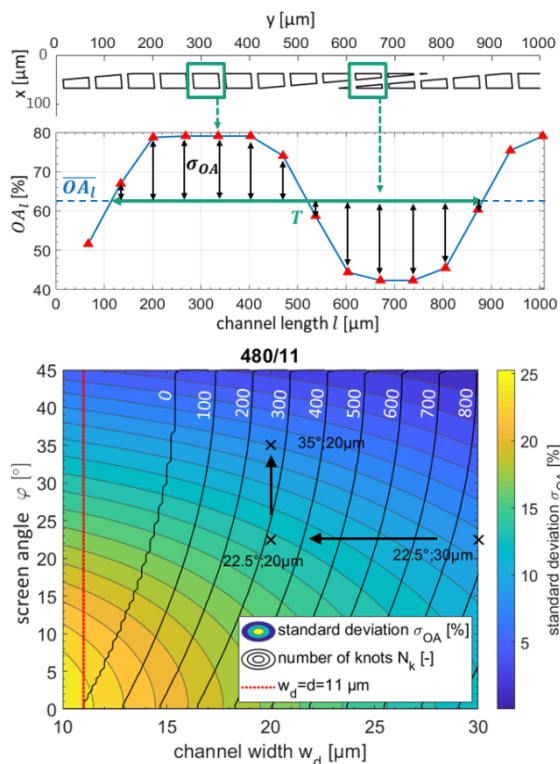 y [µm]
0 100 200 300 400 500 600 700 800 900 1000
x [µm]
0
100
80
70
60
50
40
OA_l [%]
OA_l
σ_OA
T
0 100 200 300 400 500 600 700 800 900 1000
channel length l [µm]
480/11
45
40
35
30
25
20
15
10
5
0
screen angle φ [°]
0 100 200 300 400 500 600 700 800
35°;20µm
22.5°;20µm
22.5°;30µm
standard deviation σ_OA [%]
number of knots N_k [-]
w_d=d=11 µm
10 15 20 25 30
channel width w_d [µm]
25
20
15
10
5
standard deviation σ_OA [%]